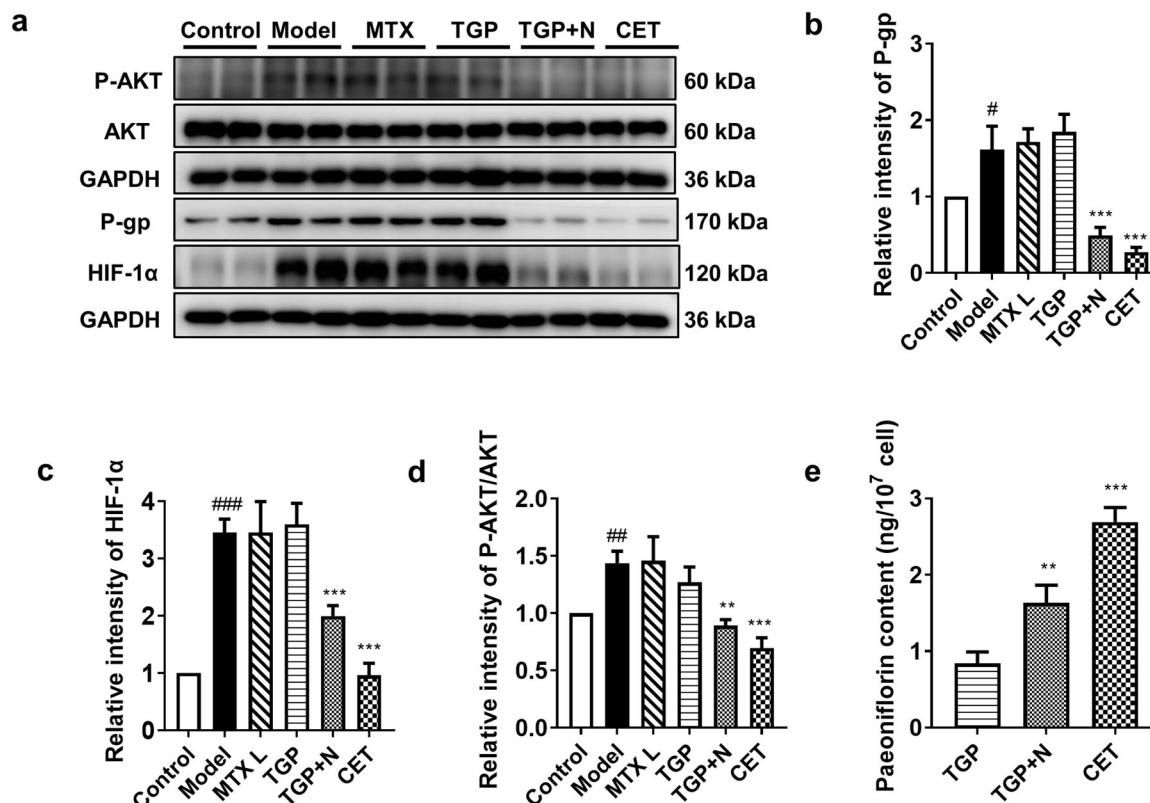 a
Control Model MTX TGP TGP+N CET
P-AKT 60 kDa
AKT 60 kDa
GAPDH 36 kDa
P-gp 170 kDa
HIF-1α 120 kDa
GAPDH 36 kDa
b
Relative intensity of P-gp
3
2
1
0
#
***
***
Control Model MTX L TGP TGP+N CET
c
Relative intensity of HIF-1α
4
3
2
1
0
###
***
***
Control Model MTX L TGP TGP+N CET
d
Relative intensity of P-AKT/AKT
2.0
1.5
1.0
0.5
0.0
##
**
***
Control Model MTX L TGP TGP+N CET
e
Paeoniflorin content (ng/10⁷ cell)
3
2
1
0
**
***
TGP TGP+N CET